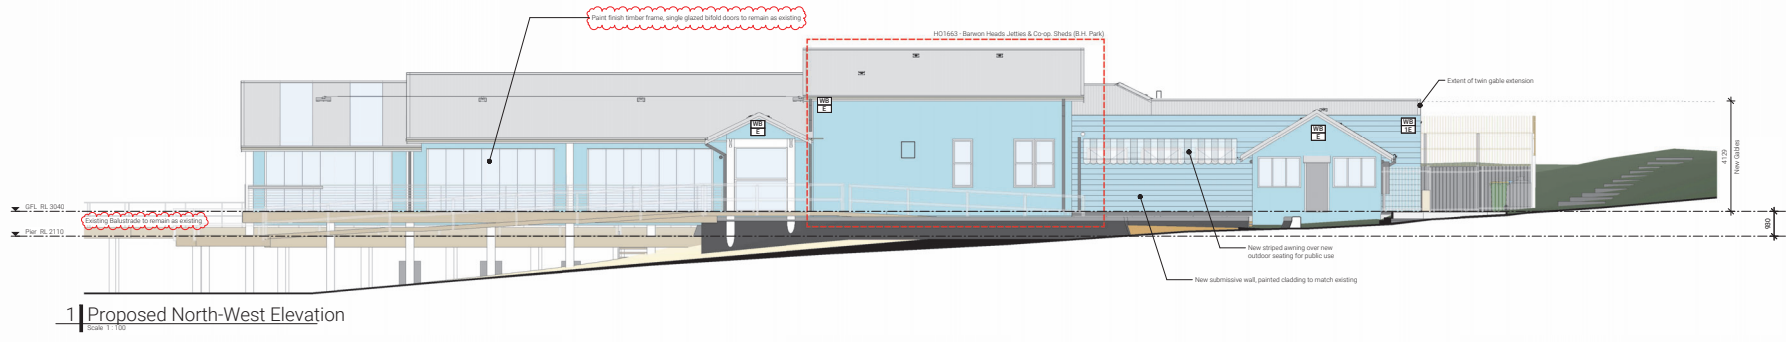 Paint finish timber frame, single glazed bifold doors to remain as existing
HO1663 - Barwon Heads Jetties & Co-op. Sheds (B.H. Park)
Extent of twin gable extension
WB
E
WB
E
WB
E
WB
1E
4129
New Gables
GFL RL 3040
Existing Balustrade to remain as existing
Pier RL 2110
930
New striped awning over new
outdoor seating for public use
New submissive wall, painted cladding to match existing
1 Proposed North-West Elevation
Scale 1 : 100